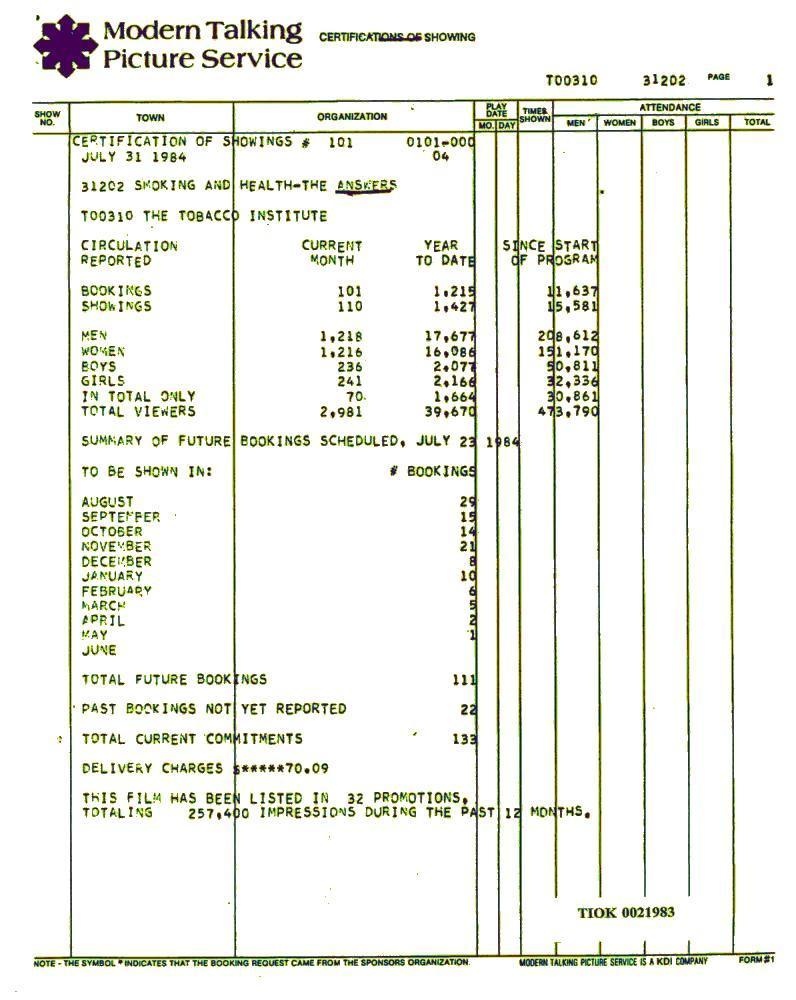 Modern Talking
Picture Service
CERTIFICATIONS OF SHOWING
T00310 31202 PAGE 1
SHOW NO. TOWN ORGANIZATION PLAY DATE MO. DAY TIMES SHOWN ATTENDANCE MEN WOMEN BOYS GIRLS TOTAL
CERTIFICATION OF SHOWINGS # 101 0101-000
JULY 31 1984 04
31202 SMOKING AND HEALTH-THE ANSWERS
T00310 THE TOBACCO INSTITUTE
CIRCULATION CURRENT YEAR SINCE START
REPORTED MONTH TO DATE OF PROGRAM
BOOKINGS 101 1,215 11,637
SHOWINGS 110 1,427 15,581
MEN 1,218 17,677 208,612
WOMEN 1,216 16,086 151,170
BOYS 236 2,077 50,811
GIRLS 241 2,166 32,336
IN TOTAL ONLY 70 1,664 30,861
TOTAL VIEWERS 2,981 39,670 473,790
SUMMARY OF FUTURE BOOKINGS SCHEDULED, JULY 23 1984
TO BE SHOWN IN: # BOOKINGS
AUGUST 29
SEPTEMBER 15
OCTOBER 14
NOVEMBER 21
DECEMBER 8
JANUARY 10
FEBRUARY 6
MARCH 5
APRIL 2
MAY 1
JUNE
TOTAL FUTURE BOOKINGS 111
PAST BOOKINGS NOT YET REPORTED 22
TOTAL CURRENT COMMITMENTS 133
DELIVERY CHARGES $*****70.09
THIS FILM HAS BEEN LISTED IN 32 PROMOTIONS,
TOTALING 257,400 IMPRESSIONS DURING THE PAST 12 MONTHS.
TIOK 0021983
NOTE - THE SYMBOL * INDICATES THAT THE BOOKING REQUEST CAME FROM THE SPONSORS ORGANIZATION. MODERN TALKING PICTURE SERVICE IS A KDI COMPANY FORM #1